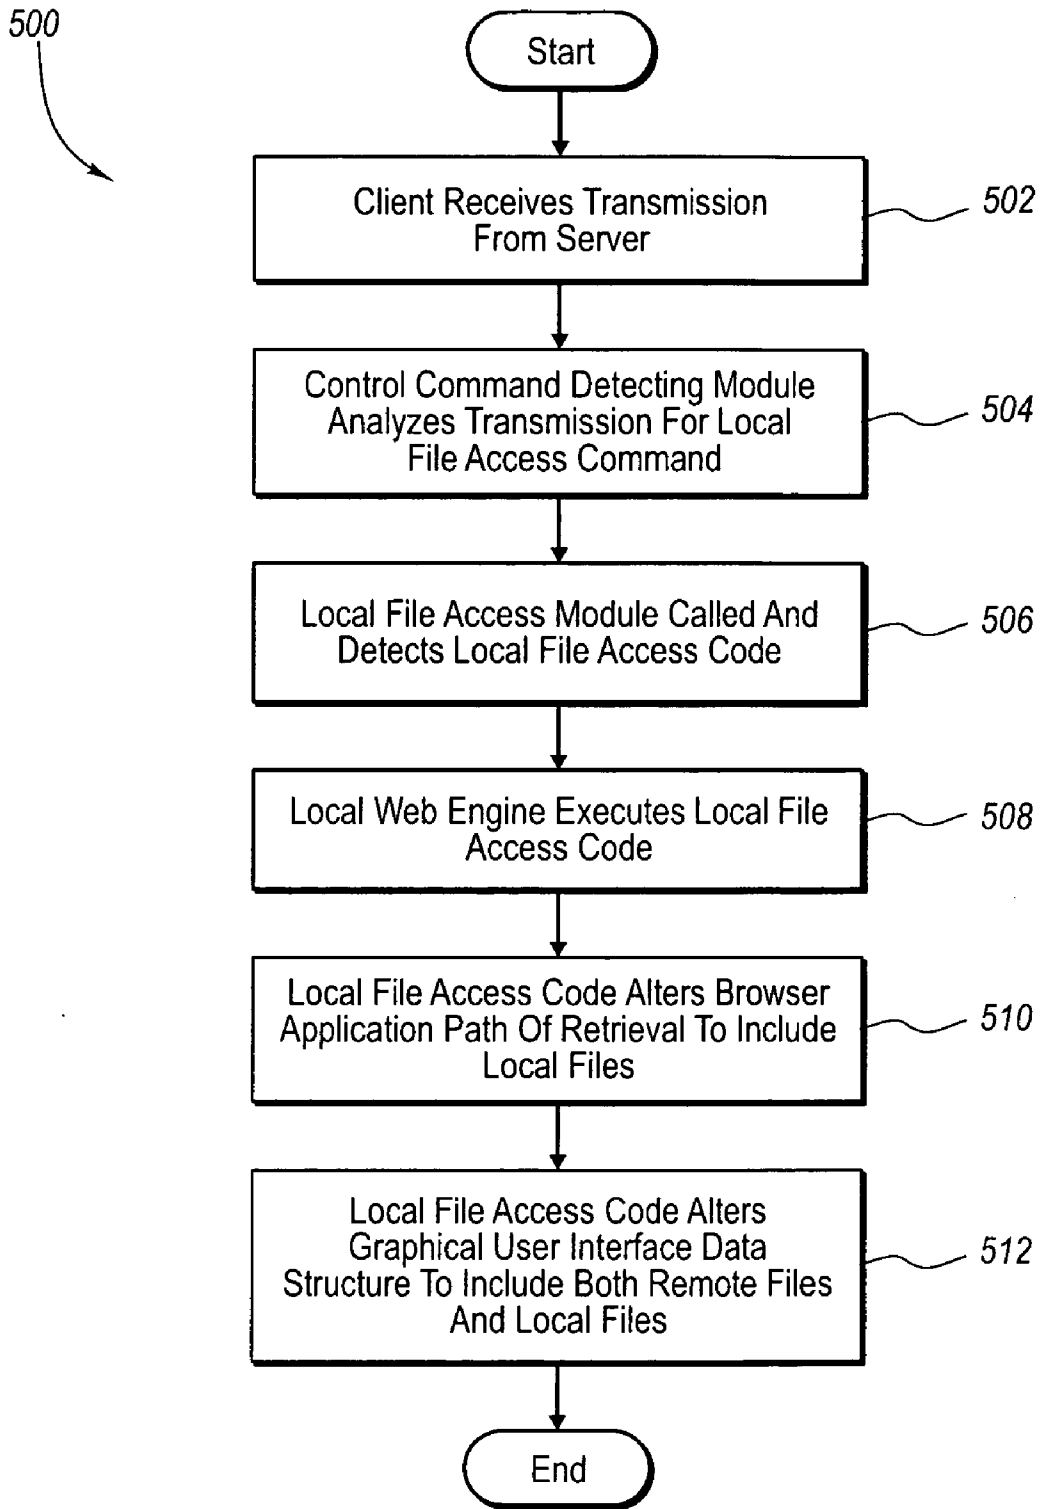 500
Start
Client Receives Transmission
From Server
502
Control Command Detecting Module
Analyzes Transmission For Local
File Access Command
504
Local File Access Module Called And
Detects Local File Access Code
506
Local Web Engine Executes Local File
Access Code
508
Local File Access Code Alters Browser
Application Path Of Retrieval To Include
Local Files
510
Local File Access Code Alters
Graphical User Interface Data
Structure To Include Both Remote Files
And Local Files
512
End